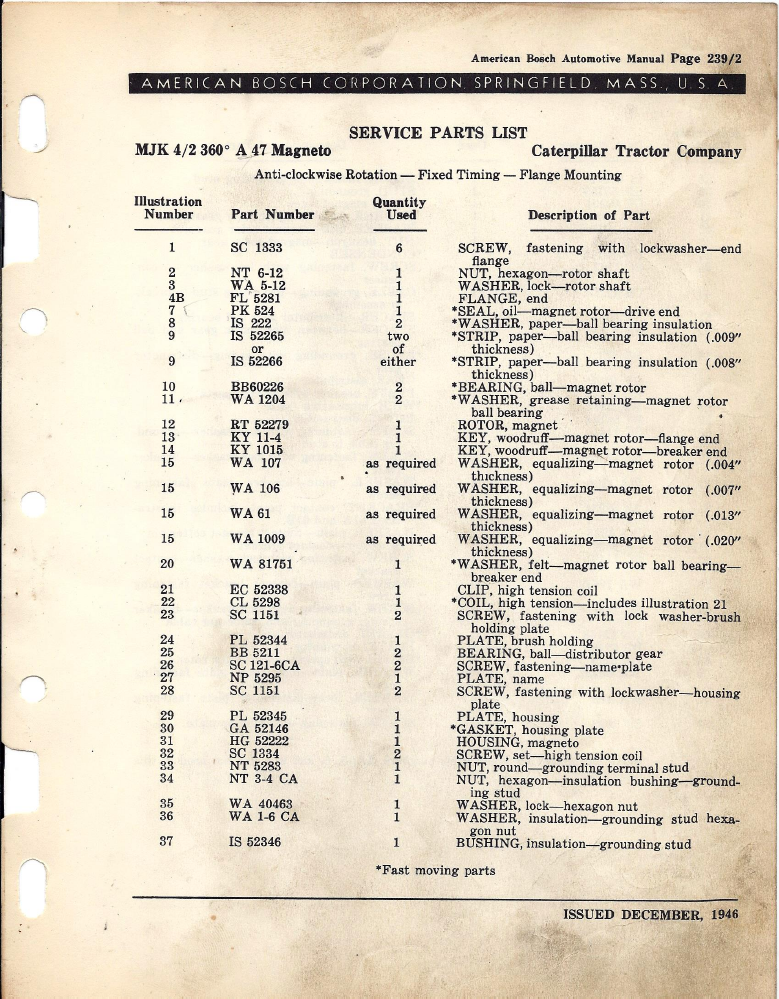 American Bosch Automotive Manual Page 239/2
AMERICAN BOSCH CORPORATION, SPRINGFIELD, MASS., U.S.A.
SERVICE PARTS LIST
MJK 4/2 360° A 47 Magneto Caterpillar Tractor Company
Anti-clockwise Rotation — Fixed Timing — Flange Mounting
Illustration Number Part Number Quantity Used Description of Part
1 SC 1333 6 SCREW, fastening with lockwasher—end
flange
2 NT 6-12 1 NUT, hexagon—rotor shaft
3 WA 5-12 1 WASHER, lock—rotor shaft
4B FL 5281 1 FLANGE, end
7 PK 524 1 *SEAL, oil—magnet rotor—drive end
8 IS 222 2 *WASHER, paper—ball bearing insulation
9 IS 52265 two *STRIP, paper—ball bearing insulation (.009"
or of thickness)
9 IS 52266 either *STRIP, paper—ball bearing insulation (.008"
thickness)
10 BB60226 2 *BEARING, ball—magnet rotor
11 WA 1204 2 *WASHER, grease retaining—magnet rotor
ball bearing
12 RT 52279 1 ROTOR, magnet
13 KY 11-4 1 KEY, woodruff—magnet rotor—flange end
14 KY 1015 1 KEY, woodruff—magnet rotor—breaker end
15 WA 107 as required WASHER, equalizing—magnet rotor (.004"
thickness)
15 WA 106 as required WASHER, equalizing—magnet rotor (.007"
thickness)
15 WA 61 as required WASHER, equalizing—magnet rotor (.013"
thickness)
15 WA 1009 as required WASHER, equalizing—magnet rotor (.020"
thickness)
20 WA 81751 1 *WASHER, felt—magnet rotor ball bearing—
breaker end
21 EC 52338 1 CLIP, high tension coil
22 CL 5298 1 *COIL, high tension—includes illustration 21
23 SC 1151 2 SCREW, fastening with lock washer-brush
holding plate
24 PL 52344 1 PLATE, brush holding
25 BB 5211 2 BEARING, ball—distributor gear
26 SC 121-6CA 2 SCREW, fastening—name plate
27 NP 5295 1 PLATE, name
28 SC 1151 2 SCREW, fastening with lockwasher—housing
plate
29 PL 52345 1 PLATE, housing
30 GA 52146 1 *GASKET, housing plate
31 HG 52222 1 HOUSING, magneto
32 SC 1334 2 SCREW, set—high tension coil
33 NT 5283 1 NUT, round—grounding terminal stud
34 NT 3-4 CA 1 NUT, hexagon—insulation bushing—ground-
ing stud
35 WA 40463 1 WASHER, lock—hexagon nut
36 WA 1-6 CA 1 WASHER, insulation—grounding stud hexa-
gon nut
37 IS 52346 1 BUSHING, insulation—grounding stud
*Fast moving parts
ISSUED DECEMBER, 1946